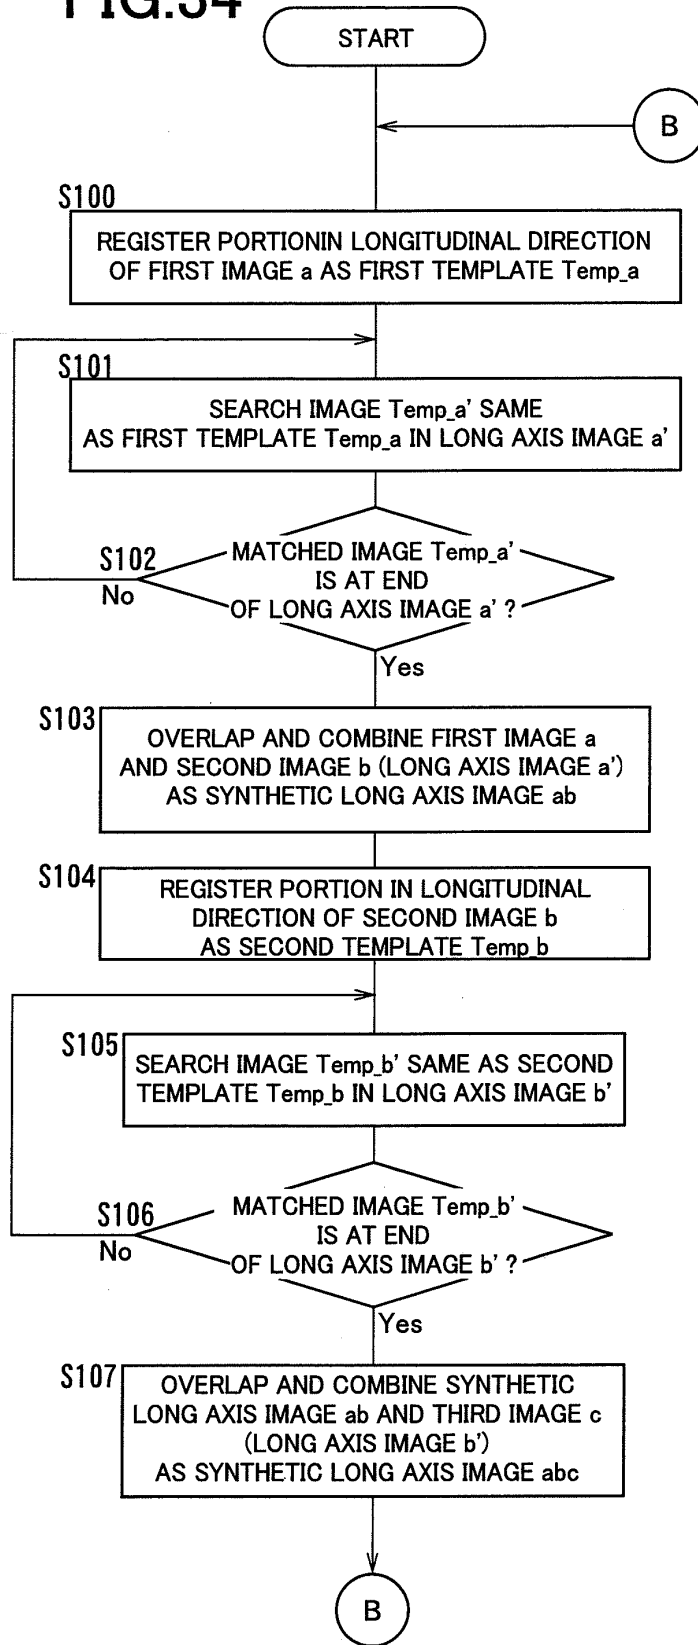 FIG.34
START
B
S100
REGISTER PORTIONIN LONGITUDINAL DIRECTION
OF FIRST IMAGE a AS FIRST TEMPLATE Temp_a
S101
SEARCH IMAGE Temp_a' SAME
AS FIRST TEMPLATE Temp_a IN LONG AXIS IMAGE a'
S102
MATCHED IMAGE Temp_a'
IS AT END
OF LONG AXIS IMAGE a' ?
No
Yes
S103
OVERLAP AND COMBINE FIRST IMAGE a
AND SECOND IMAGE b (LONG AXIS IMAGE a')
AS SYNTHETIC LONG AXIS IMAGE ab
S104
REGISTER PORTION IN LONGITUDINAL
DIRECTION OF SECOND IMAGE b
AS SECOND TEMPLATE Temp_b
S105
SEARCH IMAGE Temp_b' SAME AS SECOND
TEMPLATE Temp_b IN LONG AXIS IMAGE b'
S106
MATCHED IMAGE Temp_b'
IS AT END
OF LONG AXIS IMAGE b' ?
No
Yes
S107
OVERLAP AND COMBINE SYNTHETIC
LONG AXIS IMAGE ab AND THIRD IMAGE c
(LONG AXIS IMAGE b')
AS SYNTHETIC LONG AXIS IMAGE abc
B